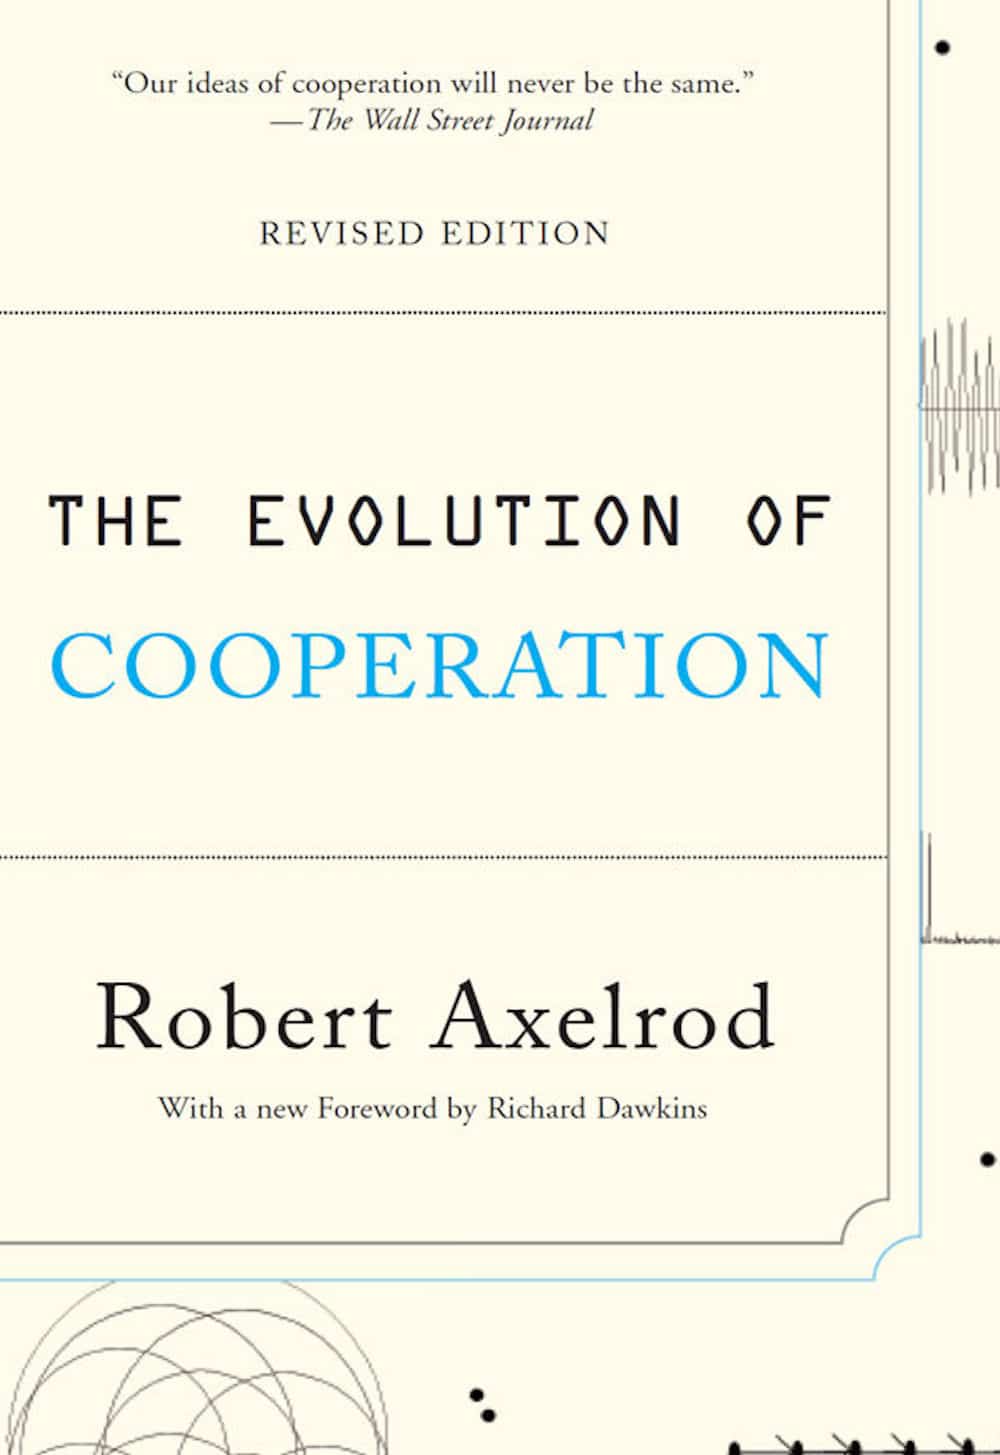 “Our ideas of cooperation will never be the same.”
—The Wall Street Journal
REVISED EDITION
THE EVOLUTION OF
COOPERATION
Robert Axelrod
With a new Foreword by Richard Dawkins